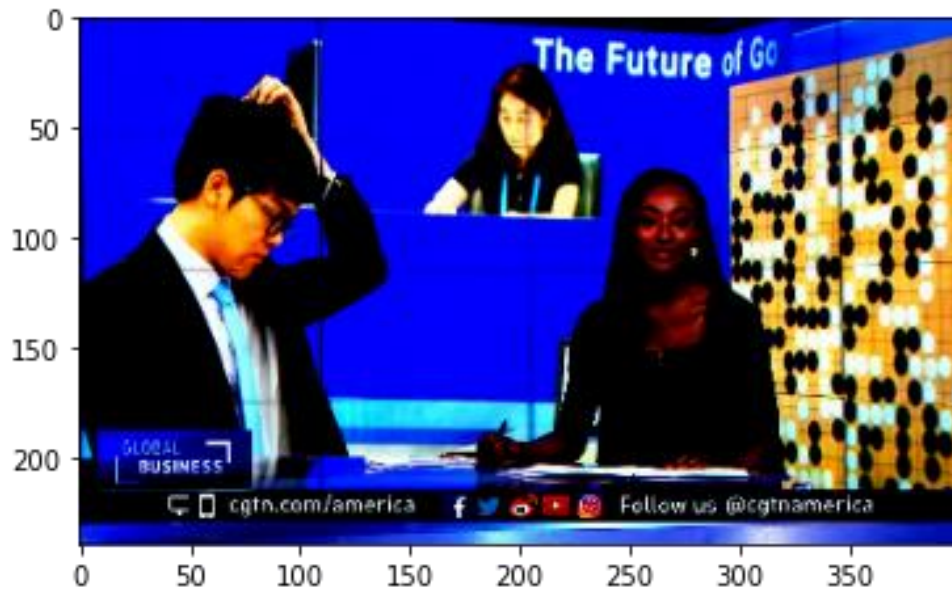 The Future of Go
GLOBAL
BUSINESS
cgtn.com/america
Follow us @cgtnamerica
0
50
100
150
200
0
50
100
150
200
250
300
350